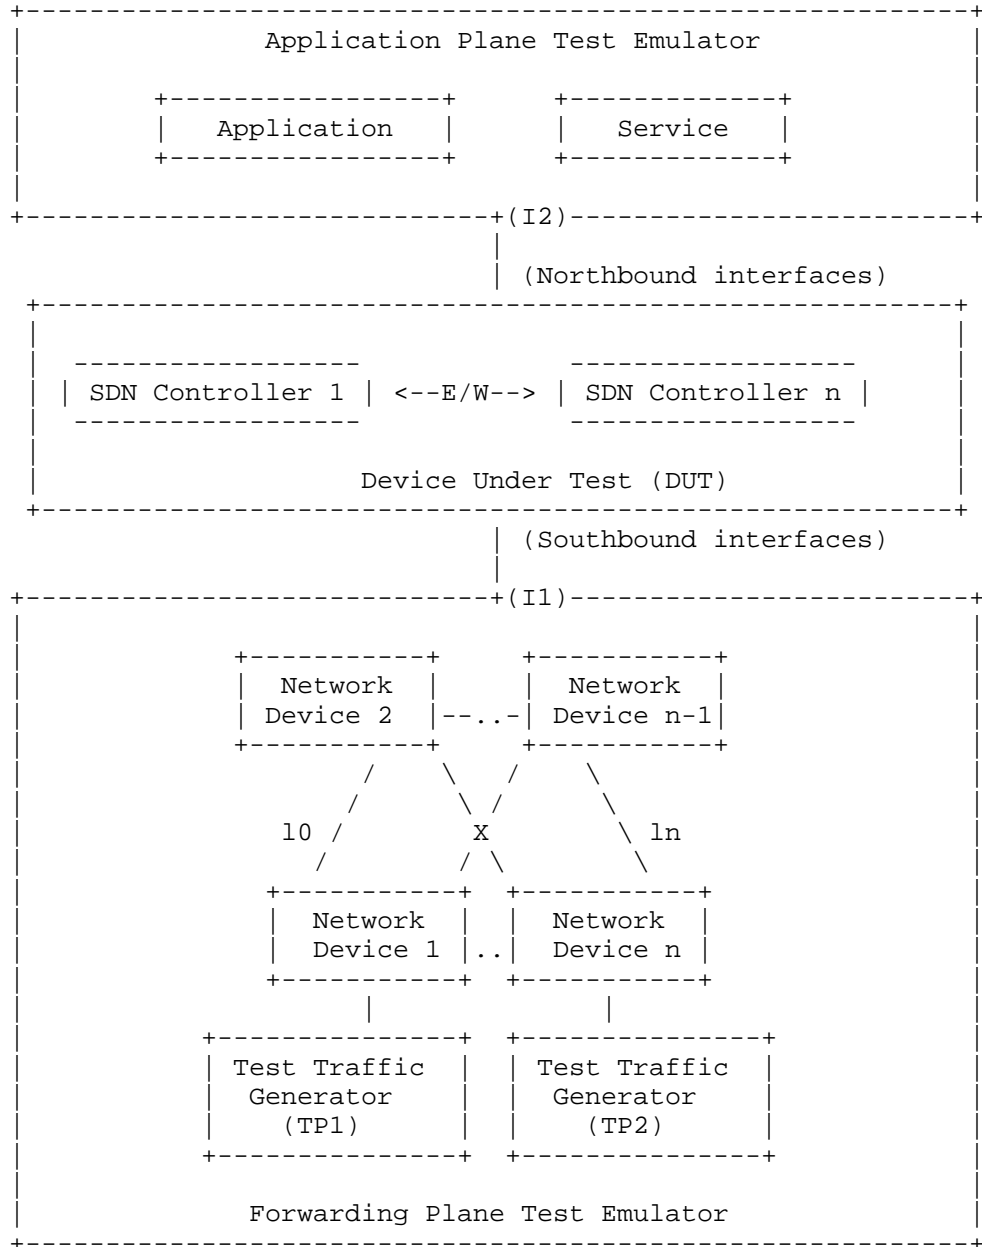 Application Plane Test Emulator
Application Service
(I2)
(Northbound interfaces)
SDN Controller 1 <--E/W--> SDN Controller n
Device Under Test (DUT)
(Southbound interfaces)
(I1)
Network Network
Device 2 --..- Device n-1
l0 X ln
Network Network
Device 1 .. Device n
Test Traffic Test Traffic
Generator Generator
(TP1) (TP2)
Forwarding Plane Test Emulator